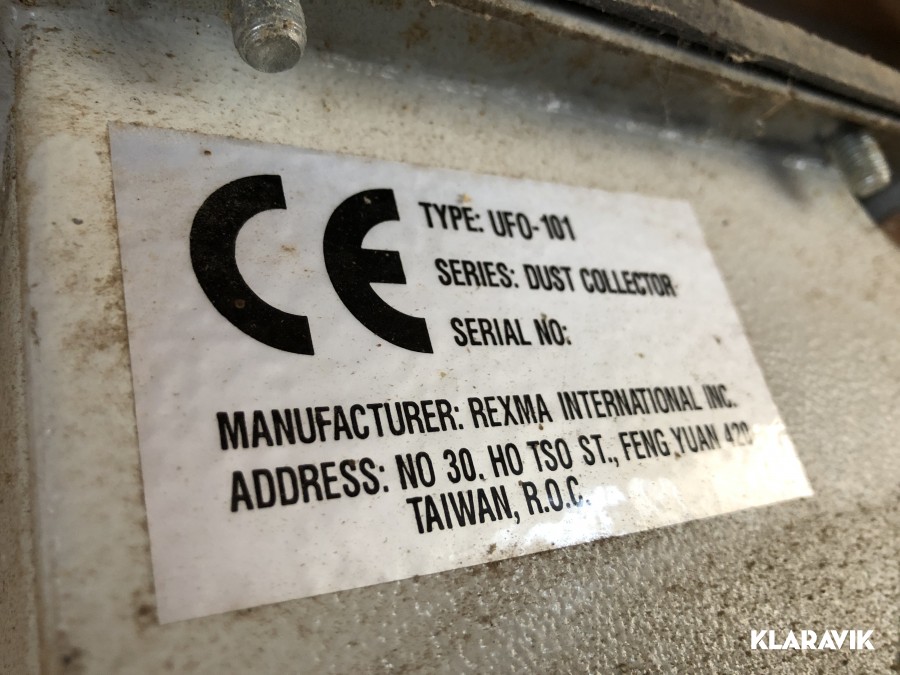 CE
TYPE: UFO-101
SERIES: DUST COLLECTOR
SERIAL NO:
MANUFACTURER: REXMA INTERNATIONAL INC.
ADDRESS: NO 30. HO TSO ST., FENG YUAN 420
TAIWAN, R.O.C.
KLARAVIK